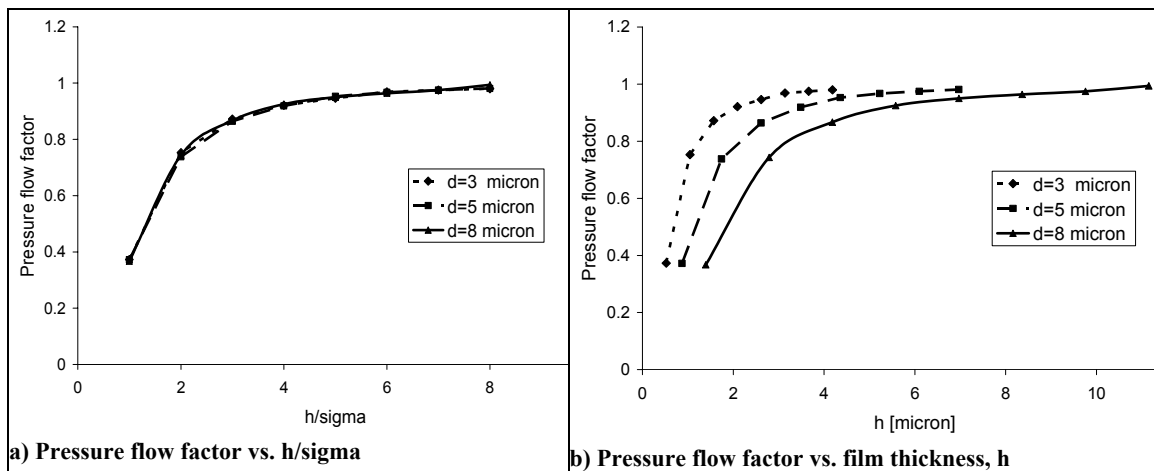 1.2
1
0.8
0.6
0.4
0.2
0
Pressure flow factor
d=3 micron
d=5 micron
d=8 micron
0 2 4 6 8
h/sigma
a) Pressure flow factor vs. h/sigma
1.2
1
0.8
0.6
0.4
0.2
0
Pressure flow factor
d=3 micron
d=5 micron
d=8 micron
0 2 4 6 8 10
h [micron]
b) Pressure flow factor vs. film thickness, h